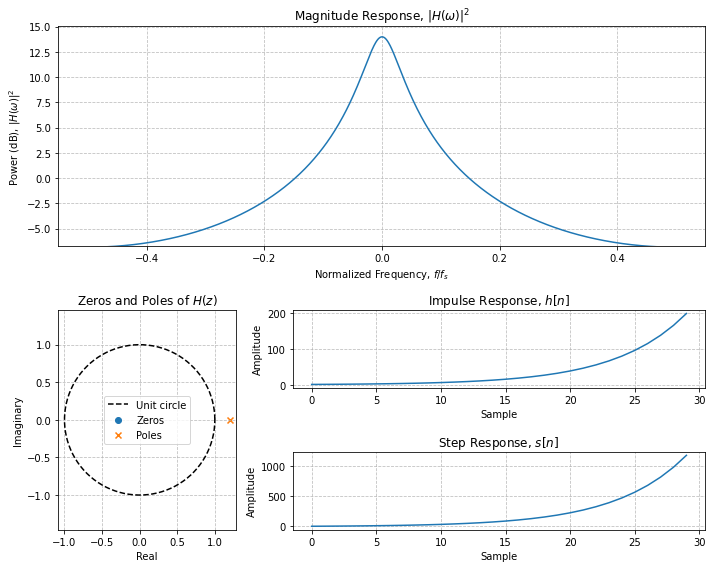 Magnitude Response, |H(ω)|²
Power (dB), |H(ω)|²
15.0
12.5
10.0
7.5
5.0
2.5
0.0
−2.5
−5.0
−0.4 −0.2 0.0 0.2 0.4
Normalized Frequency, f/fₛ
Zeros and Poles of H(z)
Imaginary
1.0
0.5
0.0
−0.5
−1.0
Unit circle
Zeros
Poles
−1.0 −0.5 0.0 0.5 1.0
Real
Impulse Response, h[n]
Amplitude
200
100
0
0 5 10 15 20 25 30
Sample
Step Response, s[n]
Amplitude
1000
500
0
0 5 10 15 20 25 30
Sample